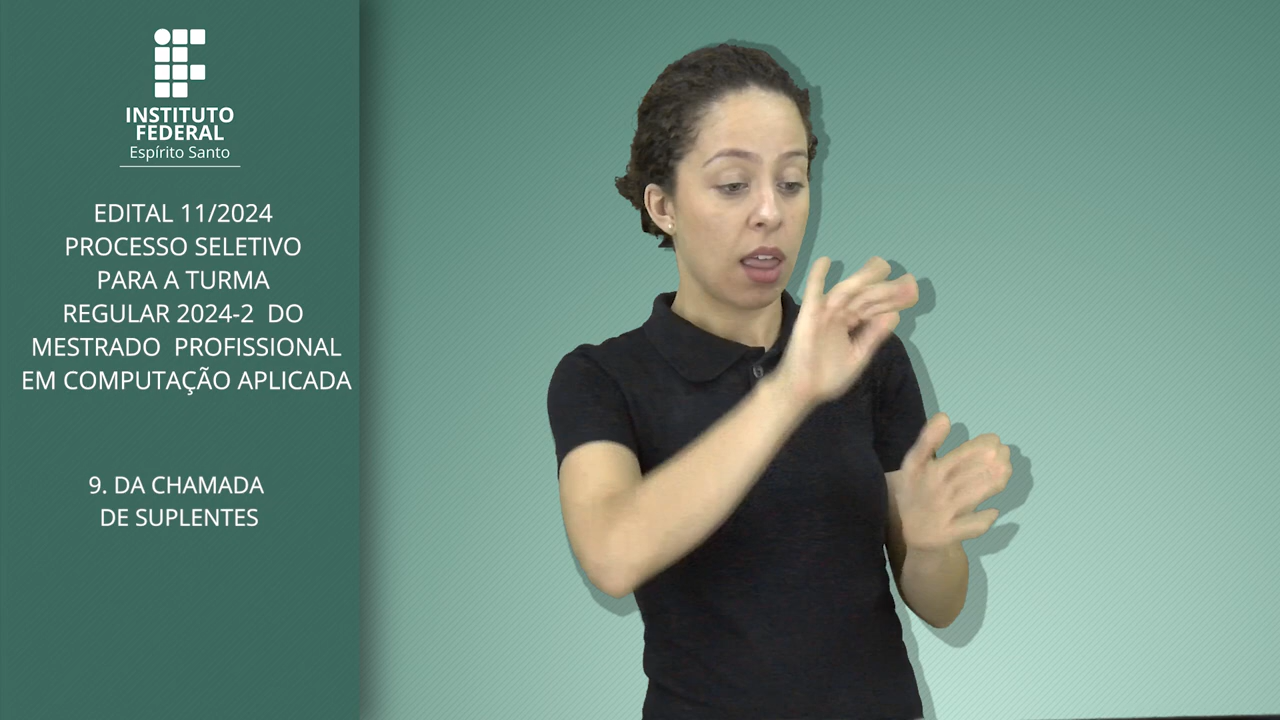 INSTITUTO
FEDERAL
Espírito Santo
EDITAL 11/2024
PROCESSO SELETIVO
PARA A TURMA
REGULAR 2024-2 DO
MESTRADO PROFISSIONAL
EM COMPUTAÇÃO APLICADA
9. DA CHAMADA
DE SUPLENTES